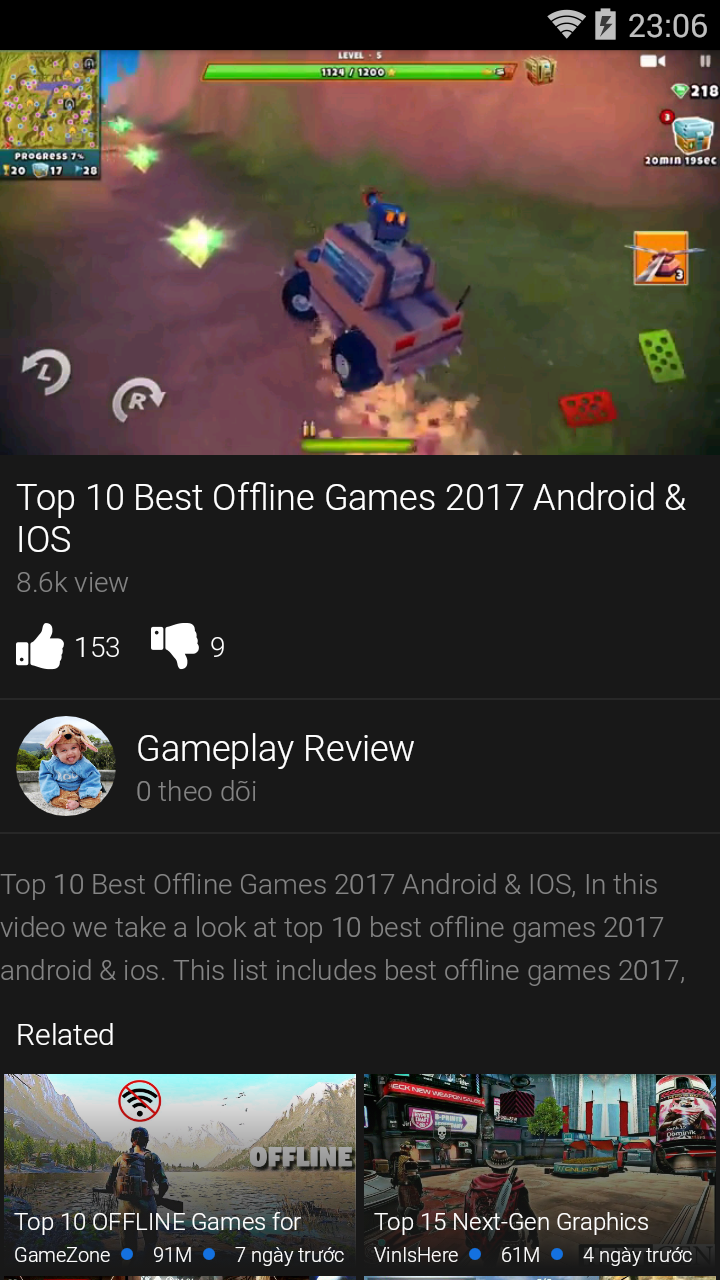 23:06
LEVEL - 5
1124 / 1200
218
3
20min 19sec
PROGRESS 7%
20 17 28
3
L
R
Top 10 Best Offline Games 2017 Android &
IOS
8.6k view
153 9
Gameplay Review
0 theo dõi
Top 10 Best Offline Games 2017 Android & IOS, In this
video we take a look at top 10 best offline games 2017
android & ios. This list includes best offline games 2017,
Related
OFFLINE
Top 10 OFFLINE Games for
GameZone 91M 7 ngày trước
Top 15 Next-Gen Graphics
VinIsHere 61M 4 ngày trước